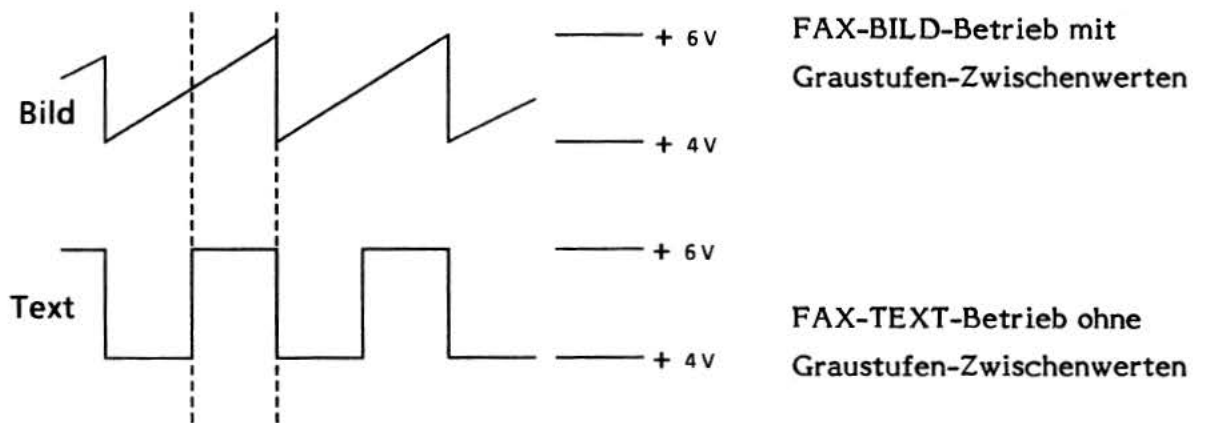 Bild
+ 6 V
+ 4 V
FAX-BILD-Betrieb mit
Graustufen-Zwischenwerten
Text
+ 6 V
+ 4 V
FAX-TEXT-Betrieb ohne
Graustufen-Zwischenwerten